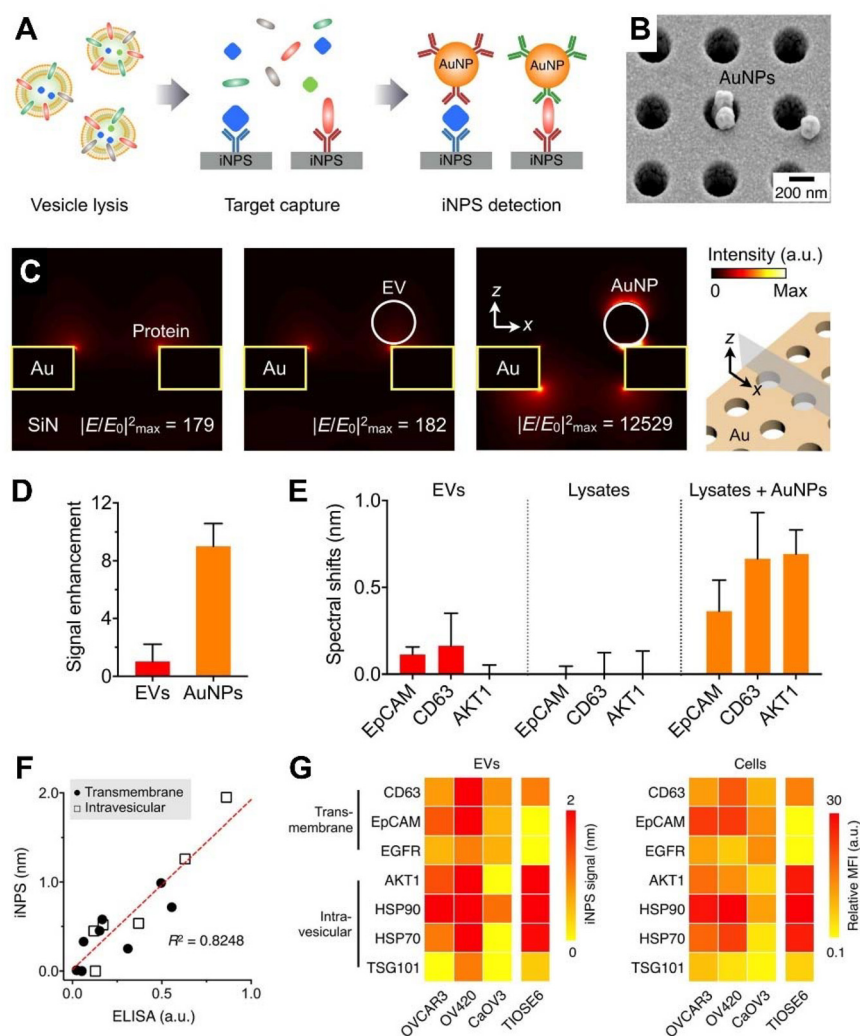 A
AuNP
AuNP
iNPS
iNPS
iNPS
iNPS
Vesicle lysis
Target capture
iNPS detection
B
AuNPs
200 nm
C
Protein
Au
SiN
|E/E0|²max = 179
EV
|E/E0|²max = 182
z
x
AuNP
Au
|E/E0|²max = 12529
Intensity (a.u.)
0 Max
z
x
Au
D
Signal enhancement
12
8
4
0
EVs AuNPs
E
EVs Lysates Lysates + AuNPs
Spectral shifts (nm)
1.0
0.5
0.0
EpCAM CD63 AKT1 EpCAM CD63 AKT1 EpCAM CD63 AKT1
F
Transmembrane
Intravesicular
iNPS (nm)
2.0
1.0
0.0
R² = 0.8248
0.0 0.5 1.0
ELISA (a.u.)
G
EVs
Trans-
membrane
Intra-
vesicular
CD63
EpCAM
EGFR
AKT1
HSP90
HSP70
TSG101
OVCAR3 OV420 CaOV3 TIOSE6
2
iNPS signal (nm)
0
Cells
CD63
EpCAM
EGFR
AKT1
HSP90
HSP70
TSG101
OVCAR3 OV420 CaOV3 TIOSE6
30
Relative MFI (a.u.)
0.1